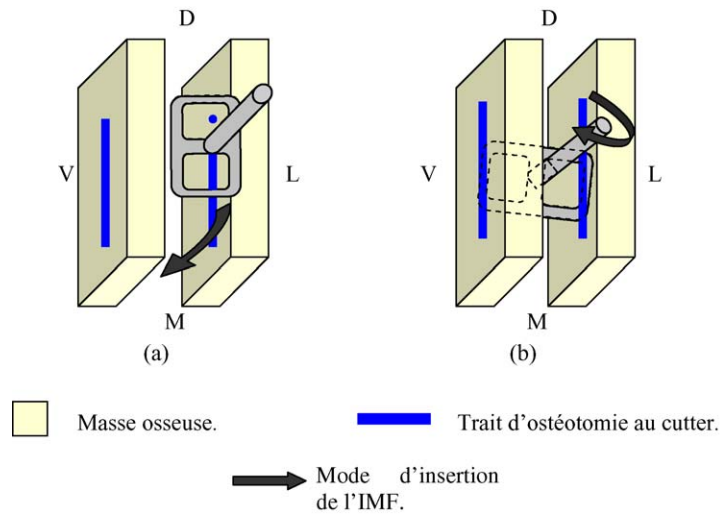 D
D
V
L
V
L
M
M
(a)
(b)
Masse osseuse.
Trait d'ostéotomie au cutter.
Mode d'insertion
de l'IMF.